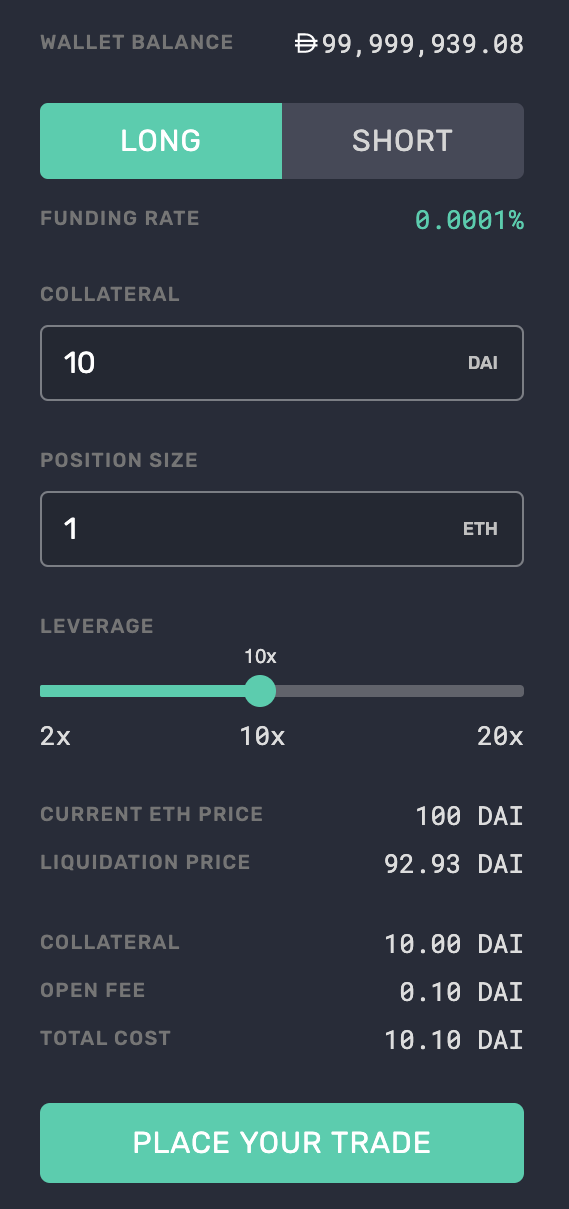 WALLET BALANCE 99,999,939.08
LONG SHORT
FUNDING RATE 0.0001%
COLLATERAL
10 DAI
POSITION SIZE
1 ETH
LEVERAGE
10x
2x 10x 20x
CURRENT ETH PRICE 100 DAI
LIQUIDATION PRICE 92.93 DAI
COLLATERAL 10.00 DAI
OPEN FEE 0.10 DAI
TOTAL COST 10.10 DAI
PLACE YOUR TRADE